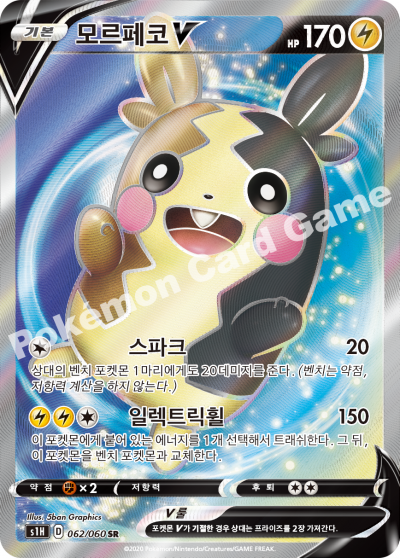 기본
모르페코V
HP 170
Pokémon Card Game
스파크 20
상대의 벤치 포켓몬 1마리에게도 20데미지를 준다. (벤치는 약점,
저항력 계산을 하지 않는다.)
일렉트릭휠 150
이 포켓몬에게 붙어 있는 에너지를 1개 선택해서 트래쉬한다. 그 뒤,
이 포켓몬을 벤치 포켓몬과 교체한다.
약점 ×2 저항력 후퇴
Illus. 5ban Graphics
s1H D 062/060 SR
V룰
포켓몬V가 기절한 경우 상대는 프라이즈를 2장 가져간다.
©2020 Pokémon/Nintendo/Creatures/GAME FREAK.